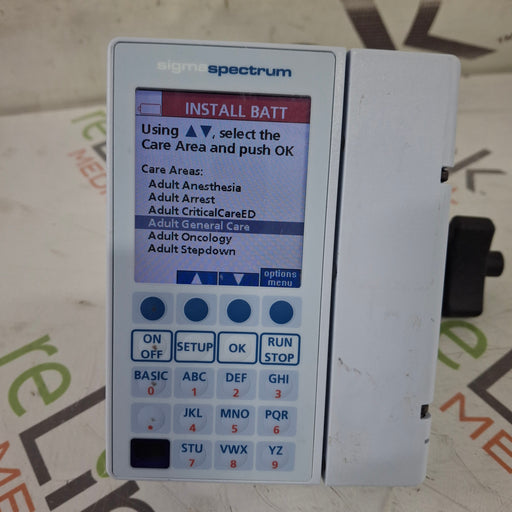 sigmaspectrum
INSTALL BATT
Using ▲▼, select the
Care Area and push OK
Care Areas:
Adult Anesthesia
Adult Arrest
Adult CriticalCareED
Adult General Care
Adult Oncology
Adult Stepdown
options
menu
ON
OFF
SETUP
OK
RUN
STOP
BASIC
0
ABC
1
DEF
2
GHI
3
.
JKL
4
MNO
5
PQR
6
STU
7
VWX
8
YZ
9